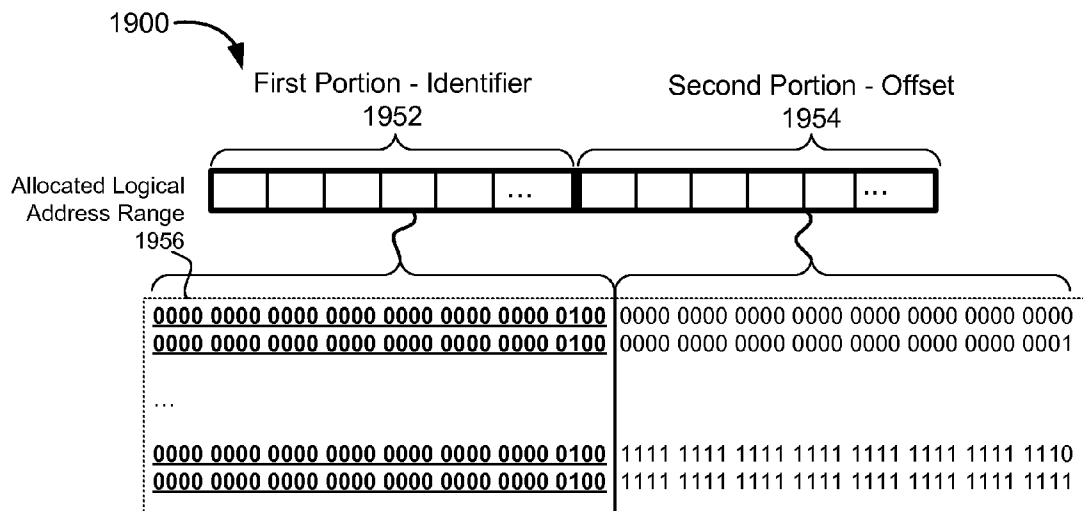 1900
First Portion - Identifier
1952
Second Portion - Offset
1954
... ...
Allocated Logical
Address Range
1956
0000 0000 0000 0000 0000 0000 0000 0100 0000 0000 0000 0000 0000 0000 0000 0000
0000 0000 0000 0000 0000 0000 0000 0100 0000 0000 0000 0000 0000 0000 0000 0001
...
0000 0000 0000 0000 0000 0000 0000 0100 1111 1111 1111 1111 1111 1111 1111 1110
0000 0000 0000 0000 0000 0000 0000 0100 1111 1111 1111 1111 1111 1111 1111 1111